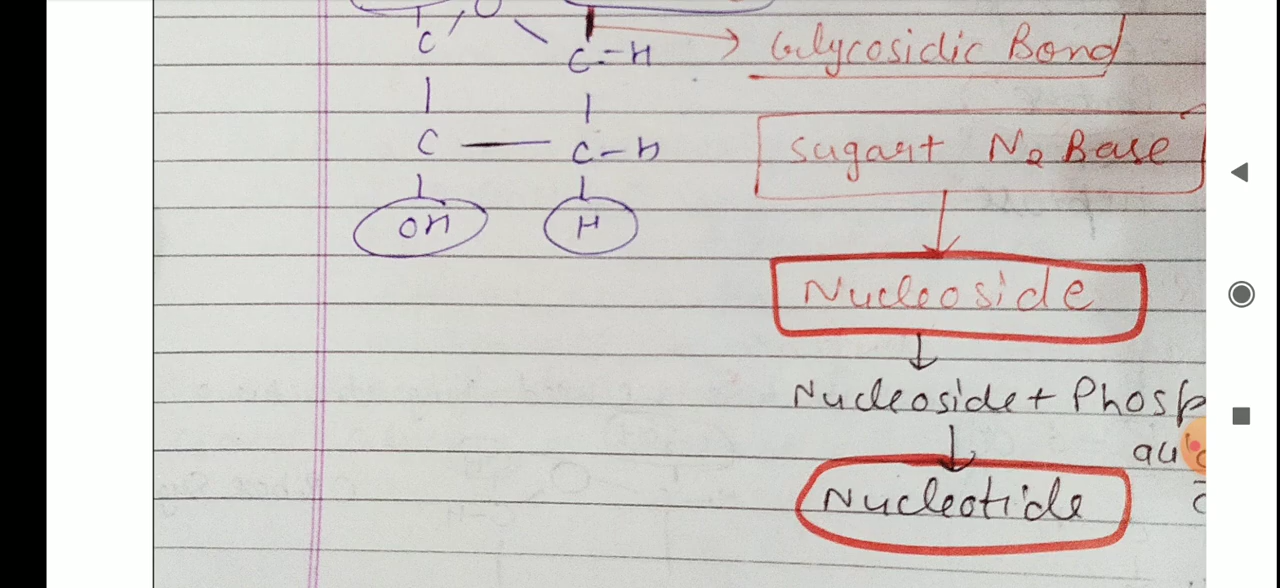 O
C
C = H
Glycosidic Bond
C — C - H
OH
H
Sugar + N2 Base
Nucleoside
Nucleoside + Phosp
Nucleotide